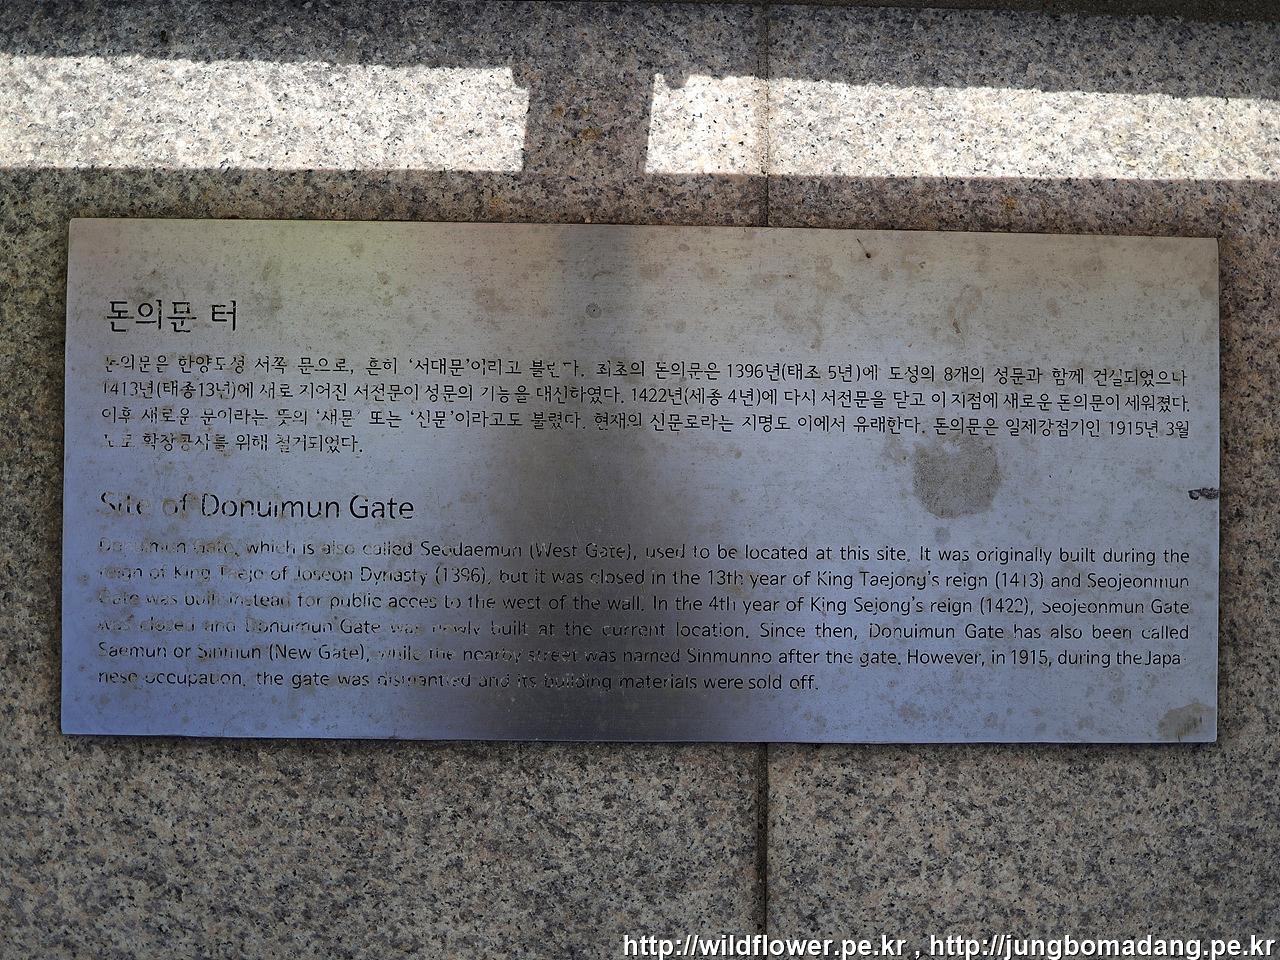 돈의문 터
돈의문은 한양도성 서쪽 문으로, 흔히 '서대문'이라고 불린다. 최초의 돈의문은 1396년(태조 5년)에 도성의 8개의 성문과 함께 건설되었으나
1413년(태종13년)에 새로 지어진 서전문이 성문의 기능을 대신하였다. 1422년(세종 4년)에 다시 서전문을 닫고 이 지점에 새로운 돈의문이 세워졌다.
이후 새로운 문이라는 뜻의 '새문' 또는 '신문'이라고도 불렸다. 현재의 신문로라는 지명도 이에서 유래한다. 돈의문은 일제강점기인 1915년 3월
도로 확장공사를 위해 철거되었다.
Site of Donuimun Gate
Donuimun Gate, which is also called Seodaemun (West Gate), used to be located at this site. It was originally built during the
reign of King Taejo of Joseon Dynasty (1396), but it was closed in the 13th year of King Taejong's reign (1413) and Seojeonmun
Gate was built instead for public acces to the west of the wall. In the 4th year of King Sejong's reign (1422), Seojeonmun Gate
was closed and Donuimun Gate was newly built at the current location. Since then, Donuimun Gate has also been called
Saemun or Sinmun (New Gate), while the nearby street was named Sinmunno after the gate. However, in 1915, during the Japa-
nese occupation, the gate was dismantled and its building materials were sold off.
http://wildflower.pe.kr , http://jungbomadang.pe.kr